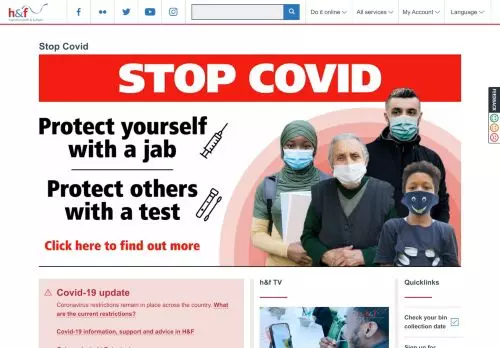 h&f
Do it online
All services
My Account
Language
Stop Covid
STOP COVID
Protect yourself
with a jab
Protect others
with a test
Click here to find out more
FEEDBACK
Covid-19 update
Coronavirus restrictions remain in place across the country. What
are the current restrictions?
Covid-19 information, support and advice in H&F
h&f TV
Quicklinks
Check your bin
collection date
Sign up for